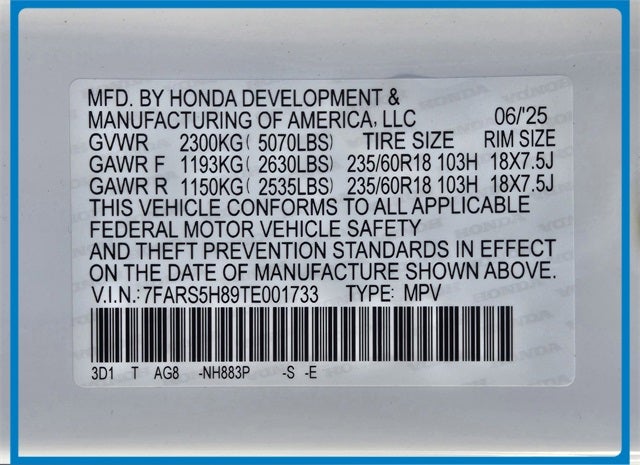 MFD. BY HONDA DEVELOPMENT &
MANUFACTURING OF AMERICA, LLC 06/'25
GVWR 2300KG( 5070LBS) TIRE SIZE RIM SIZE
GAWR F 1193KG( 2630LBS) 235/60R18 103H 18X7.5J
GAWR R 1150KG( 2535LBS) 235/60R18 103H 18X7.5J
THIS VEHICLE CONFORMS TO ALL APPLICABLE
FEDERAL MOTOR VEHICLE SAFETY
AND THEFT PREVENTION STANDARDS IN EFFECT
ON THE DATE OF MANUFACTURE SHOWN ABOVE.
V.I.N.:7FARS5H89TE001733 TYPE: MPV
3D1 T AG8 -NH883P -S -E